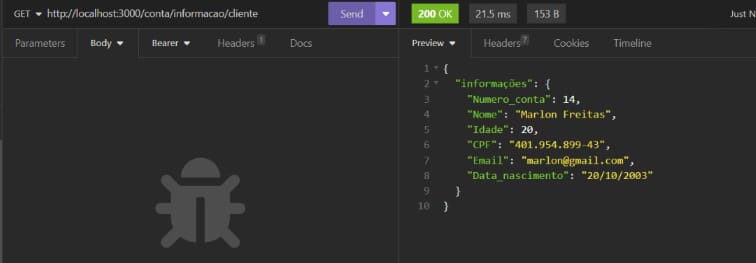 GET http://localhost:3000/conta/informacao/cliente Send 200 OK 21.5 ms 153 B Just N
Parameters Body Bearer Headers 1 Docs Preview Headers 7 Cookies Timeline
1 {
2 "informações": {
3 "Numero_conta": 14,
4 "Nome": "Marlon Freitas",
5 "Idade": 20,
6 "CPF": "401.954.899-43",
7 "Email": "marlon@gmail.com",
8 "Data_nascimento": "20/10/2003"
9 }
10 }